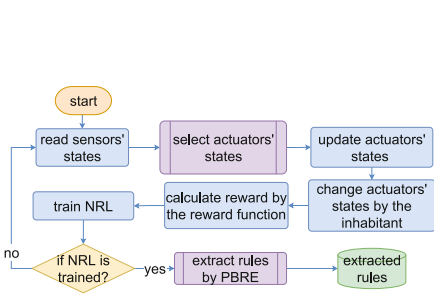 start
read sensors'
states
select actuators'
states
update actuators'
states
change actuators'
states by the
inhabitant
calculate reward by
the reward function
train NRL
if NRL is
trained?
no
yes
extract rules
by PBRE
extracted
rules